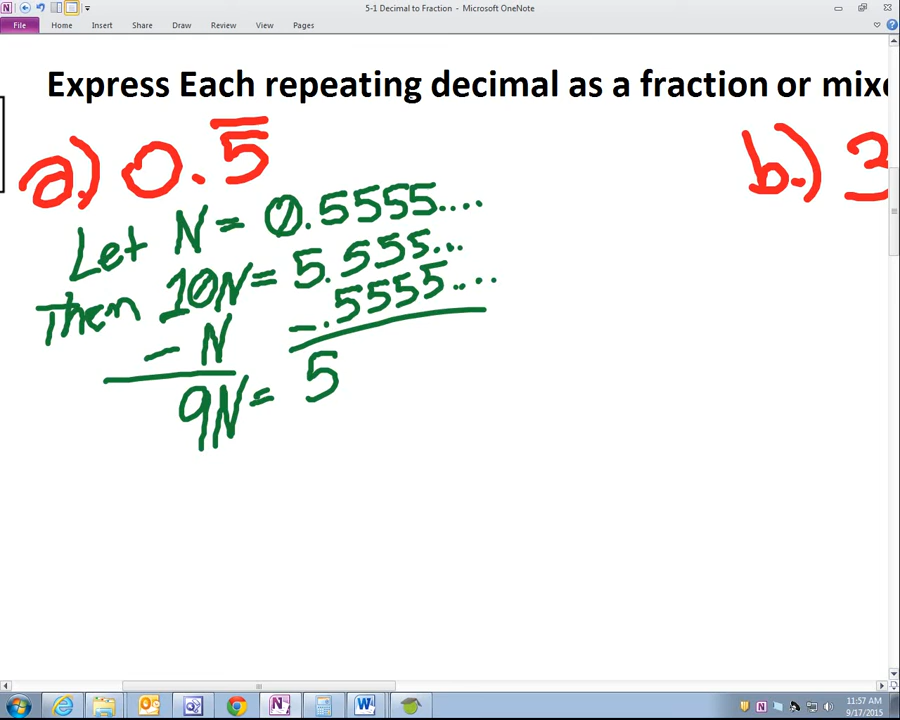 5-1 Decimal to Fraction - Microsoft OneNote
File Home Insert Share Draw Review View Pages
Express Each repeating decimal as a fraction or mixe
a.) 0.5̅
b.) 3
Let N = 0.5555....
Then 10N = 5.555...
- .5555....
- N
9N = 5
11:57 AM
9/17/2015